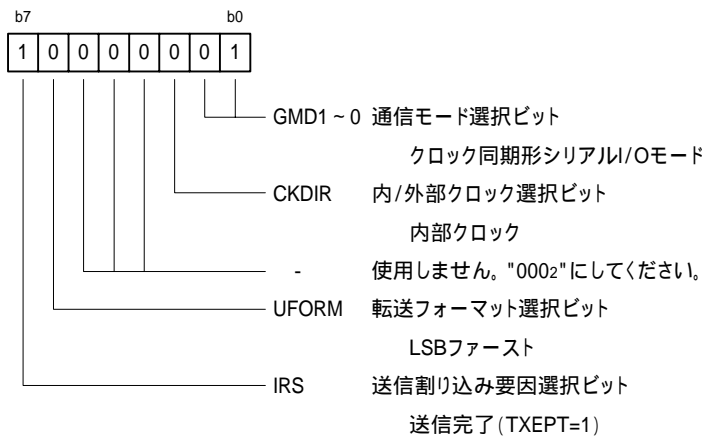 b7 b0
1 0 0 0 0 0 0 1
GMD1 ~ 0 通信モード選択ビット
クロック同期形シリアルI/Oモード
CKDIR 内/外部クロック選択ビット
内部クロック
- 使用しません。"0002"にしてください。
UFORM 転送フォーマット選択ビット
LSBファースト
IRS 送信割り込み要因選択ビット
送信完了(TXEPT=1)